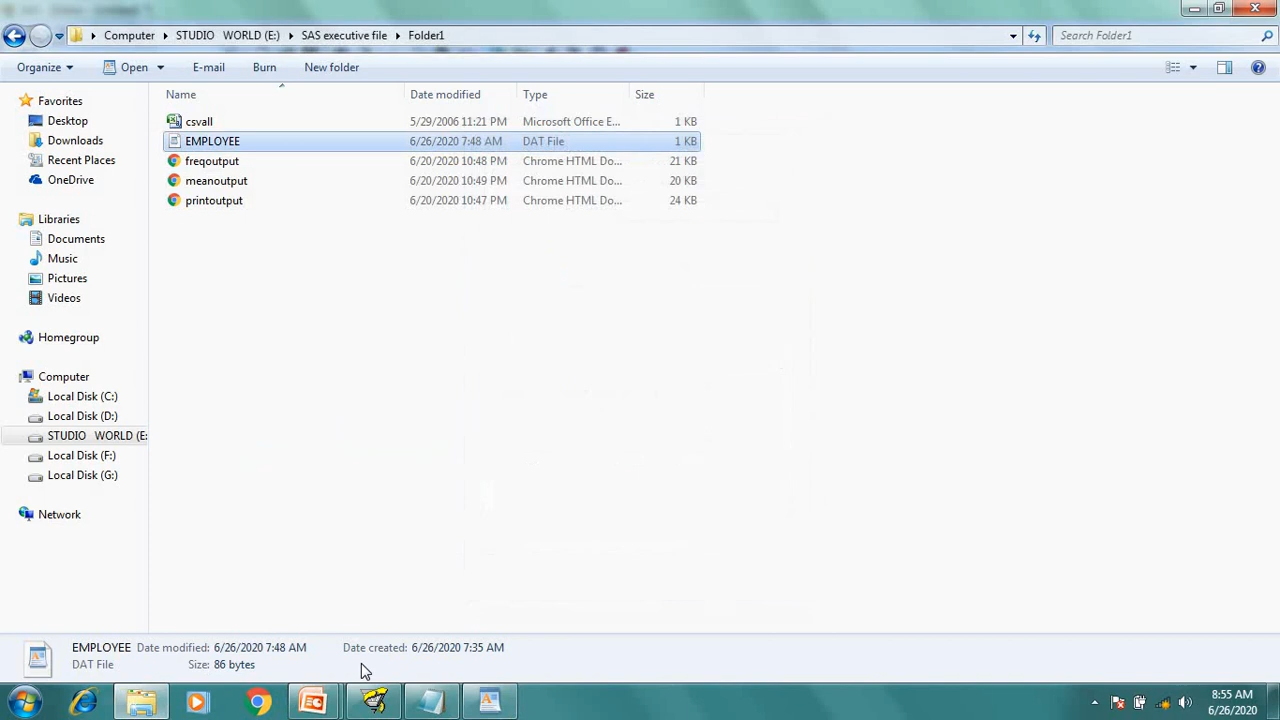 Computer STUDIO WORLD (E:) SAS executive file Folder1 Search Folder1
Organize Open E-mail Burn New folder
Name Date modified Type Size
csvall 5/29/2006 11:21 PM Microsoft Office E... 1 KB
EMPLOYEE 6/26/2020 7:48 AM DAT File 1 KB
freqoutput 6/20/2020 10:48 PM Chrome HTML Do... 21 KB
meanoutput 6/20/2020 10:49 PM Chrome HTML Do... 20 KB
printoutput 6/20/2020 10:47 PM Chrome HTML Do... 24 KB
Favorites
Desktop
Downloads
Recent Places
OneDrive
Libraries
Documents
Music
Pictures
Videos
Homegroup
Computer
Local Disk (C:)
Local Disk (D:)
STUDIO WORLD (E:
Local Disk (F:)
Local Disk (G:)
Network
EMPLOYEE Date modified: 6/26/2020 7:48 AM Date created: 6/26/2020 7:35 AM
DAT File Size: 86 bytes
8:55 AM
6/26/2020